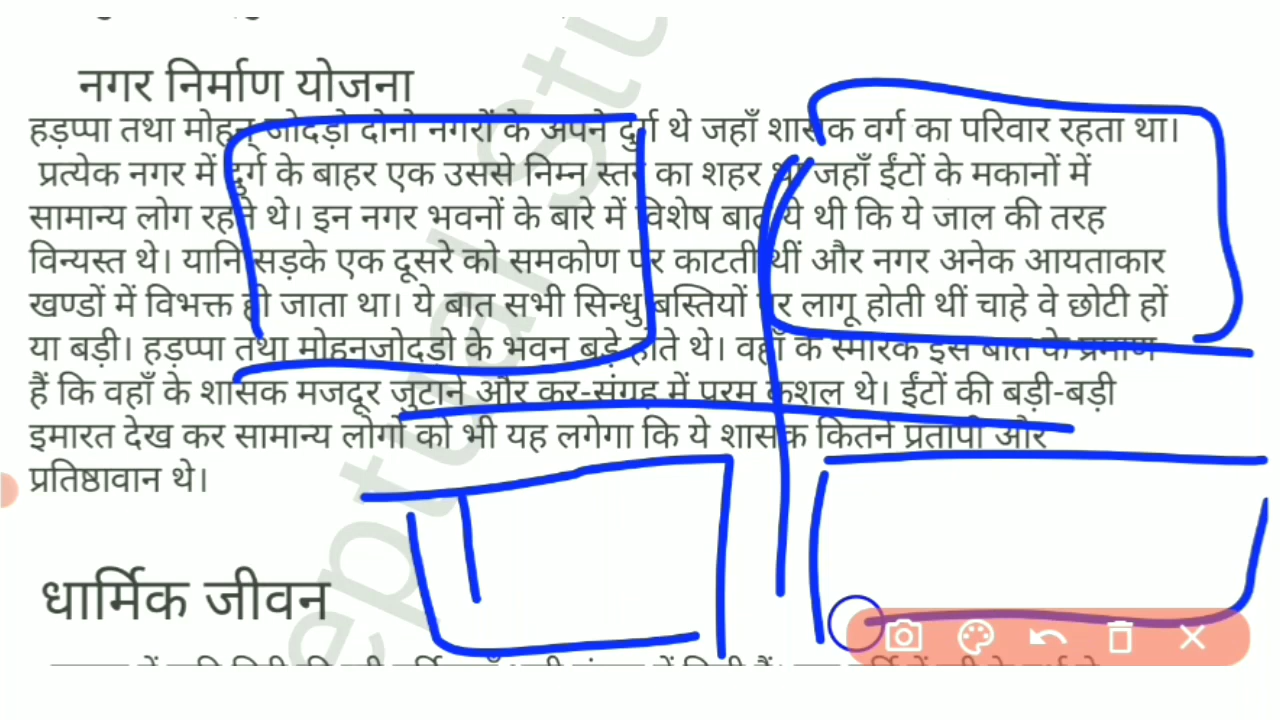 नगर निर्माण योजना
हड़प्पा तथा मोहन जोदड़ो दोनो नगरों के अपने दुर्ग थे जहाँ शासक वर्ग का परिवार रहता था।
प्रत्येक नगर में दुर्ग के बाहर एक उससे निम्न स्तर का शहर था जहाँ ईंटों के मकानों में
सामान्य लोग रहते थे। इन नगर भवनों के बारे में विशेष बात ये थी कि ये जाल की तरह
विन्यस्त थे। यानि सड़के एक दूसरे को समकोण पर काटती थीं और नगर अनेक आयताकार
खण्डों में विभक्त हो जाता था। ये बात सभी सिन्धु बस्तियों पर लागू होती थीं चाहे वे छोटी हों
या बड़ी। हड़प्पा तथा मोहनजोदड़ो के भवन बड़े होते थे। वहाँ के स्मारक इस बात के प्रमाण
हैं कि वहाँ के शासक मजदूर जुटाने और कर-संग्रह में परम कुशल थे। ईंटों की बड़ी-बड़ी
इमारत देख कर सामान्य लोगों को भी यह लगेगा कि ये शासक कितने प्रतापी और
प्रतिष्ठावान थे।
धार्मिक जीवन
eptual Stu